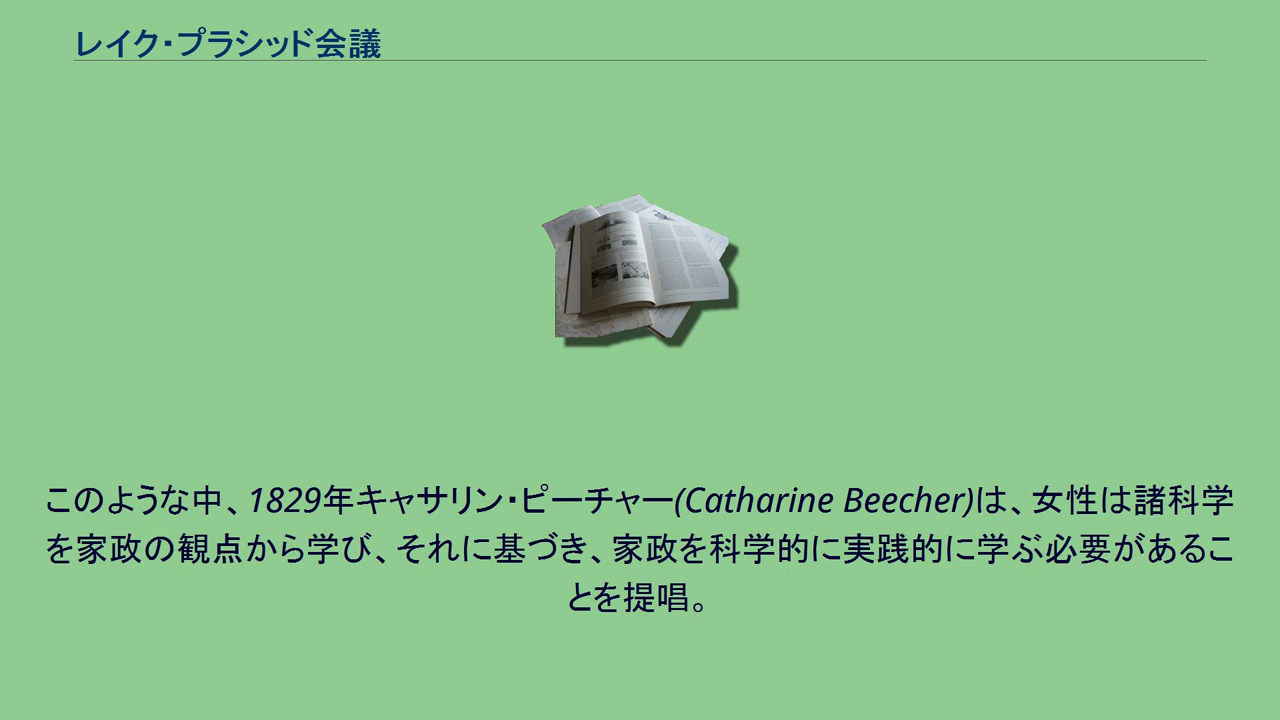 レイク・プラシッド会議
このような中、1829年キャサリン・ピーチャー(Catharine Beecher)は、女性は諸科学
を家政の観点から学び、それに基づき、家政を科学的に実践的に学ぶ必要があるこ
とを提唱。